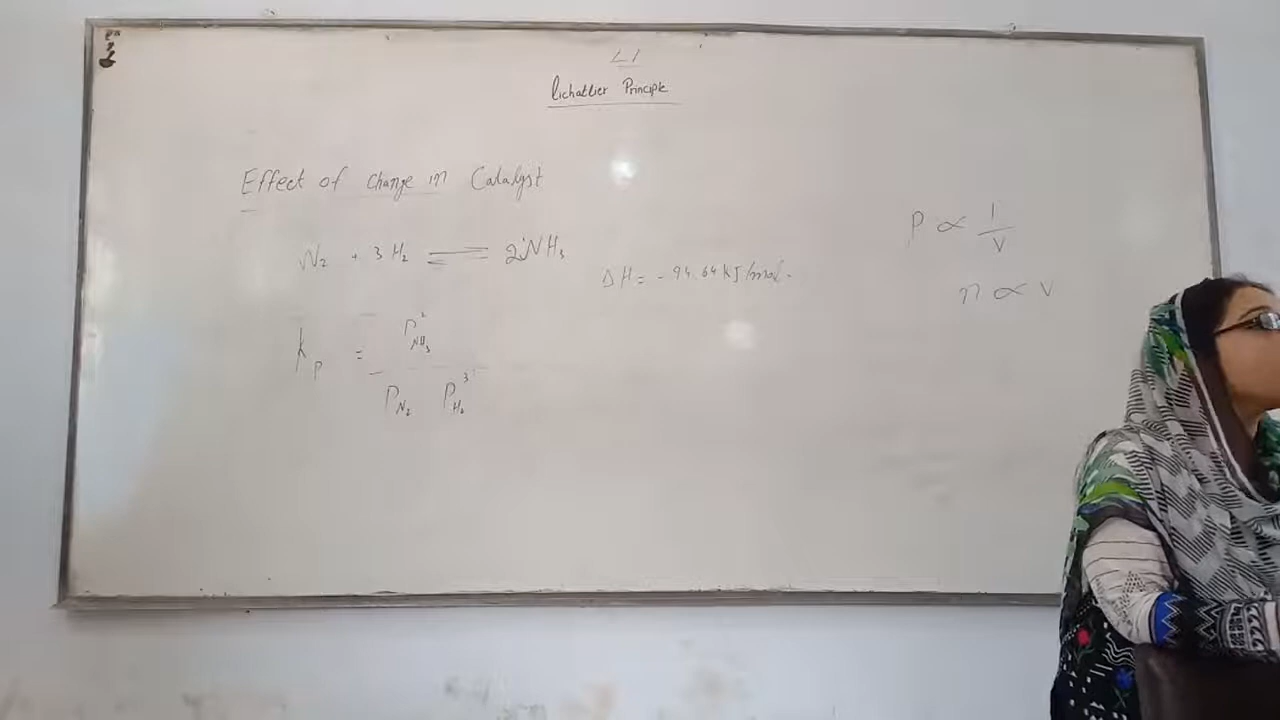 L1
Lichatlier Principle
Effect of change in Catalyst
N₂ + 3H₂ ⇌ 2NH₃
ΔH = -94.64 KJ/mol.
Kp = P²NH₃ / PN₂ P³H₂
P ∝ 1/V
n ∝ V